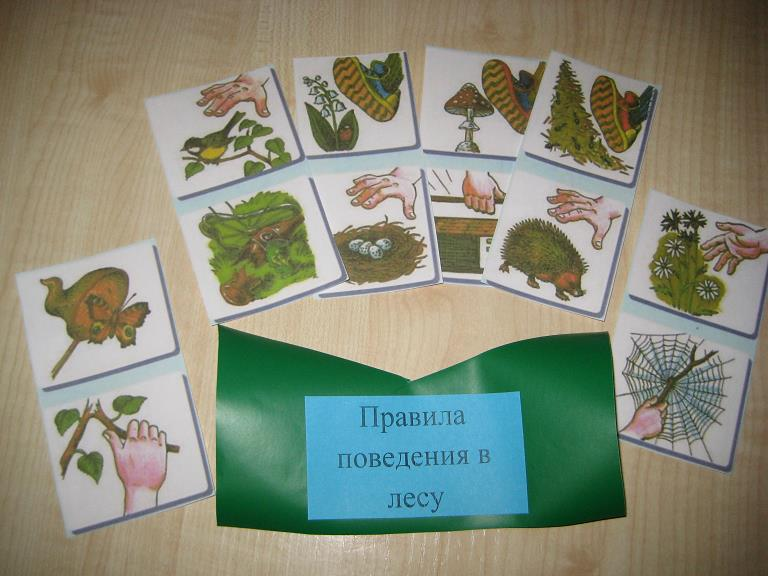 Правила
поведения в
лесу